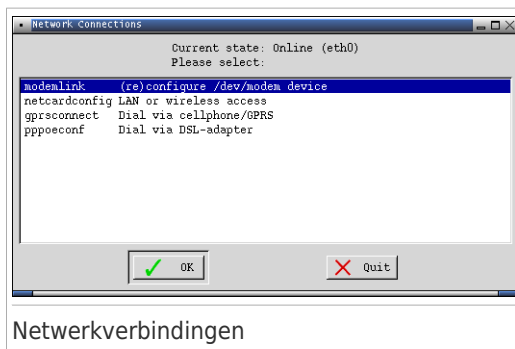 Network Connections
Current state: Online (eth0)
Please select:
modemlink (re)configure /dev/modem device
netcardconfig LAN or wireless access
gprsconnect Dial via cellphone/GPRS
pppoeconf Dial via DSL-adapter
OK Quit
Netwerkverbindingen